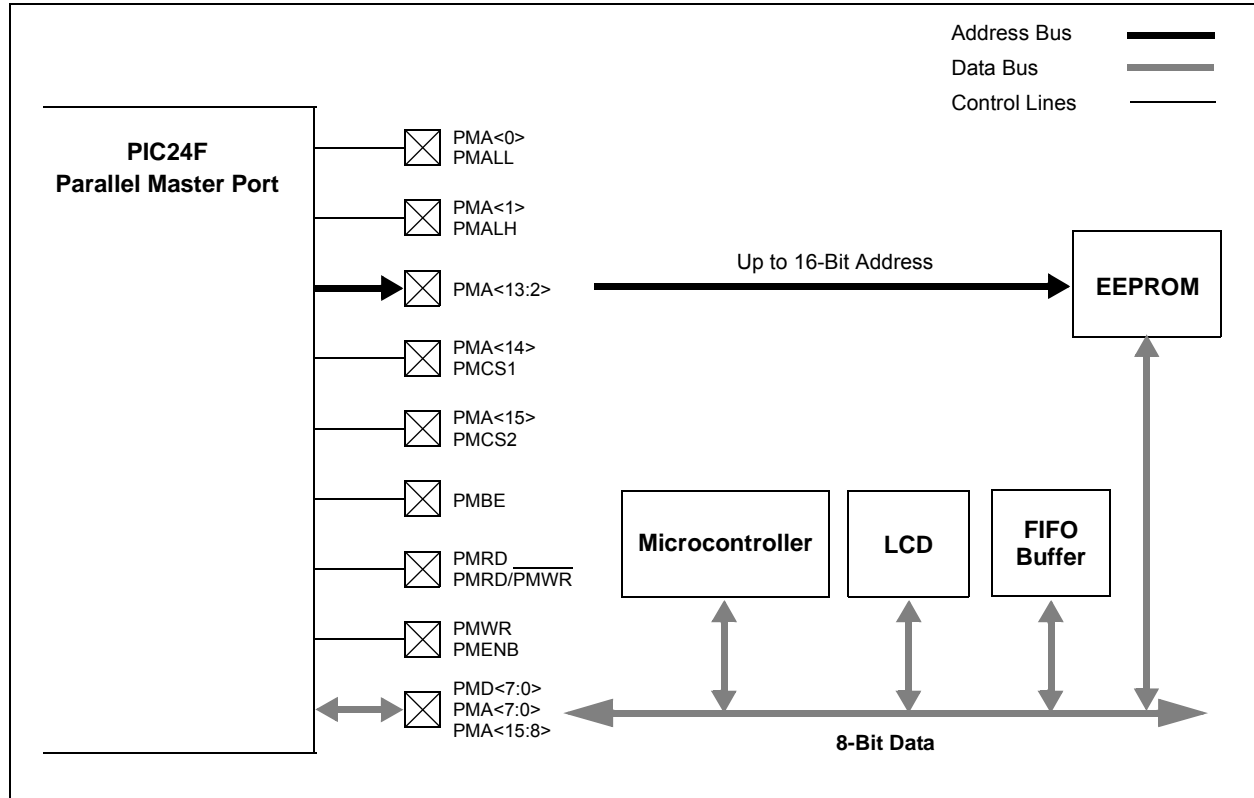 Address Bus
Data Bus
Control Lines
PIC24F
Parallel Master Port
PMA<0>
PMALL
PMA<1>
PMALH
PMA<13:2>
Up to 16-Bit Address
EEPROM
PMA<14>
PMCS1
PMA<15>
PMCS2
PMBE
PMRD
PMRD/PMWR
PMWR
PMENB
Microcontroller
LCD
FIFO
Buffer
PMD<7:0>
PMA<7:0>
PMA<15:8>
8-Bit Data